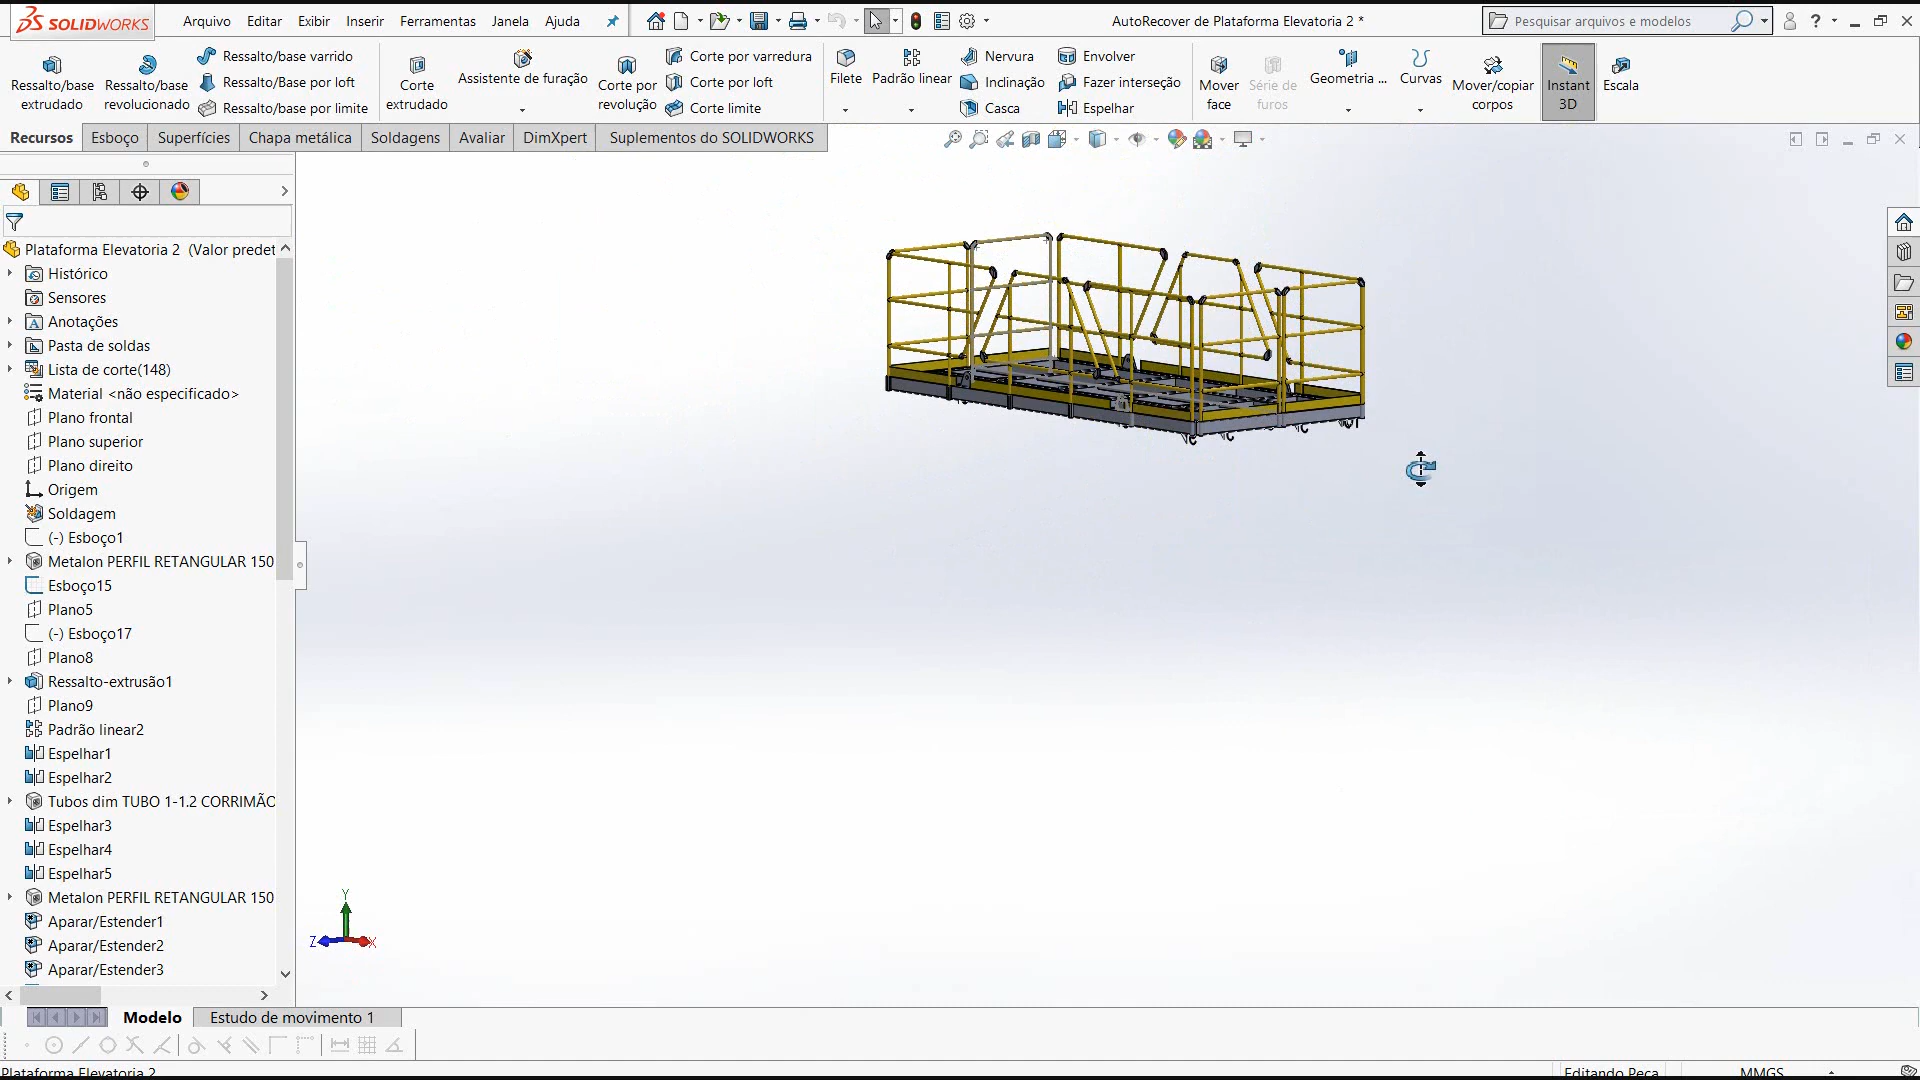 SOLIDWORKS
Arquivo Editar Exibir Inserir Ferramentas Janela Ajuda
AutoRecover de Plataforma Elevatoria 2 *
Pesquisar arquivos e modelos
?
Ressalto/base extrudado
Ressalto/base revolucionado
Ressalto/Base varrido
Ressalto/Base por loft
Ressalto/base por limite
Corte extrudado
Assistente de furação
Corte por revolução
Corte por varredura
Corte por loft
Corte limite
Filete
Padrão linear
Nervura
Inclinação
Casca
Envolver
Fazer interseção
Espelhar
Mover face
Série de furos
Geometria ...
Curvas
Mover/copiar corpos
Instant 3D
Escala
Recursos Esboço Superfícies Chapa metálica Soldagens Avaliar DimXpert Suplementos do SOLIDWORKS
Plataforma Elevatoria 2 (Valor predet
Histórico
Sensores
Anotações
Pasta de soldas
Lista de corte(148)
Material <não especificado>
Plano frontal
Plano superior
Plano direito
Origem
Soldagem
(-) Esboço1
Metalon PERFIL RETANGULAR 150
Esboço15
Plano5
(-) Esboço17
Plano8
Ressalto-extrusão1
Plano9
Padrão linear2
Espelhar1
Espelhar2
Tubos dim TUBO 1-1.2 CORRIMÃO
Espelhar3
Espelhar4
Espelhar5
Metalon PERFIL RETANGULAR 150
Aparar/Estender1
Aparar/Estender2
Aparar/Estender3
Y
Z X
Modelo Estudo de movimento 1
Plataforma Elevatoria 2
Editando Peça
MMGS